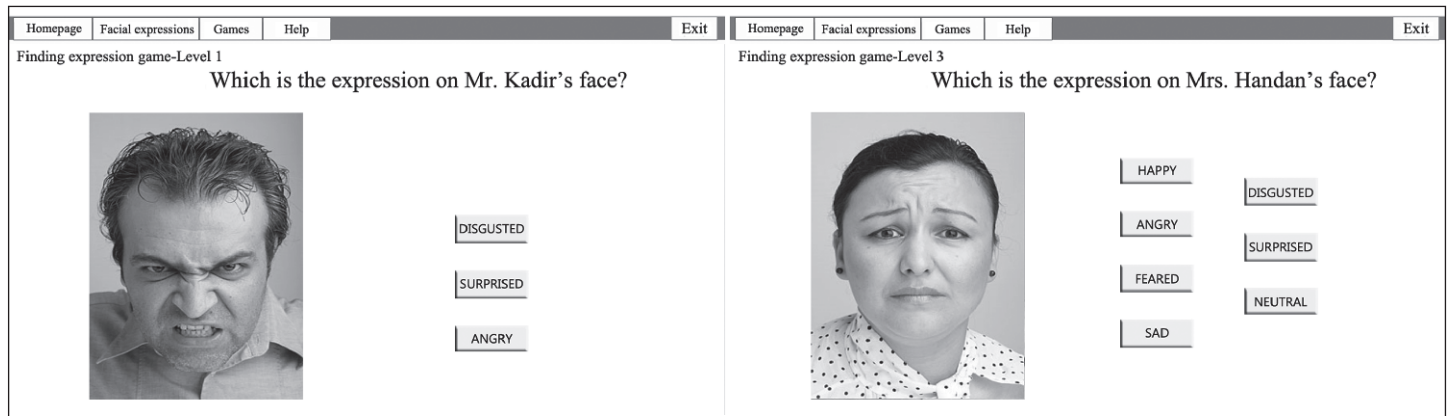 Homepage Facial expressions Games Help Exit
Finding expression game-Level 1
Which is the expression on Mr. Kadir's face?
DISGUSTED
SURPRISED
ANGRY
Homepage Facial expressions Games Help Exit
Finding expression game-Level 3
Which is the expression on Mrs. Handan's face?
HAPPY
DISGUSTED
ANGRY
SURPRISED
FEARED
NEUTRAL
SAD